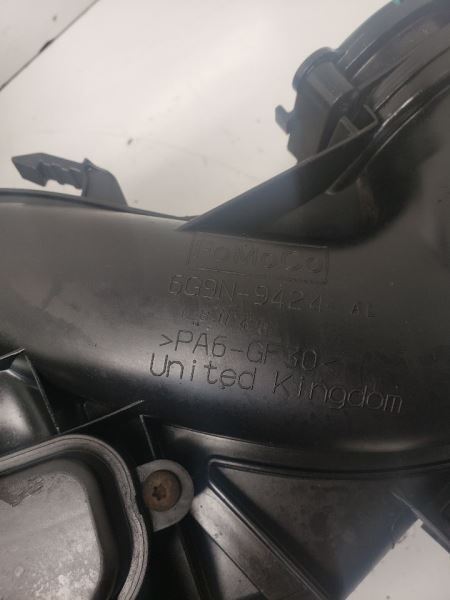 FoMoCo
6G9N-9424- AL
>PA6-GF30<
United Kingdom